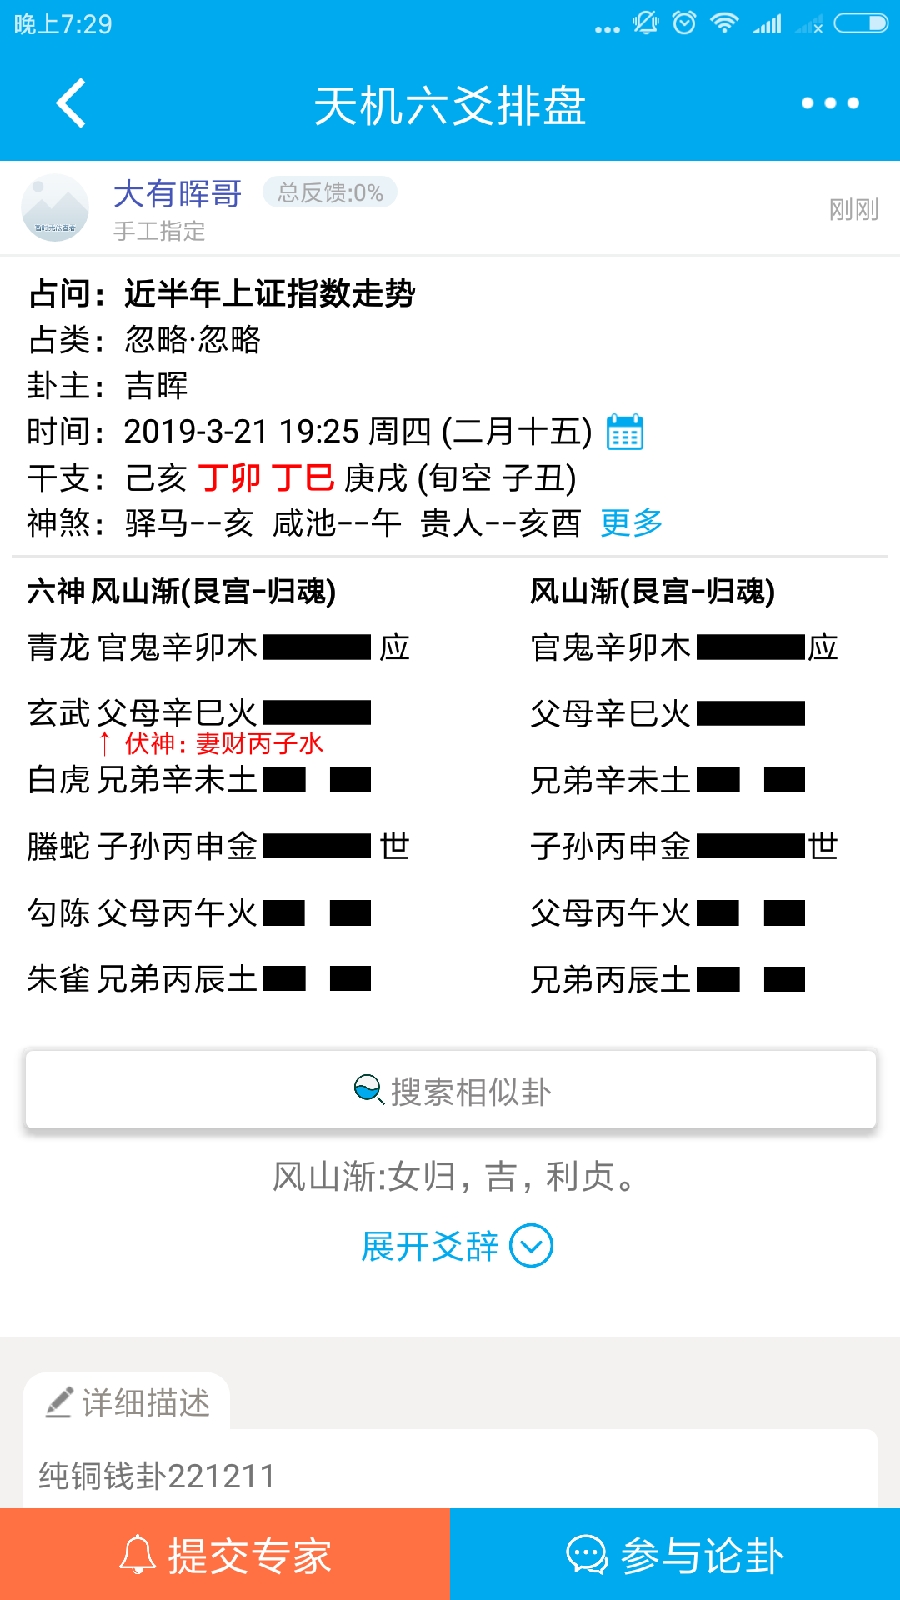 晚上7:29
天机六爻排盘
大有晖哥 总反馈:0%
手工指定
刚刚
占问：近半年上证指数走势
占类：忽略·忽略
卦主：吉晖
时间：2019-3-21 19:25 周四 (二月十五)
干支：己亥 丁卯 丁巳 庚戌 (旬空 子丑)
神煞：驿马--亥 咸池--午 贵人--亥酉 更多
六神 风山渐(艮宫-归魂) 风山渐(艮宫-归魂)
青龙 官鬼辛卯木 应 官鬼辛卯木 应
玄武 父母辛巳火 父母辛巳火
↑ 伏神：妻财丙子水
白虎 兄弟辛未土 兄弟辛未土
螣蛇 子孙丙申金 世 子孙丙申金 世
勾陈 父母丙午火 父母丙午火
朱雀 兄弟丙辰土 兄弟丙辰土
搜索相似卦
风山渐:女归，吉，利贞。
展开爻辞
详细描述
纯铜钱卦221211
提交专家 参与论卦